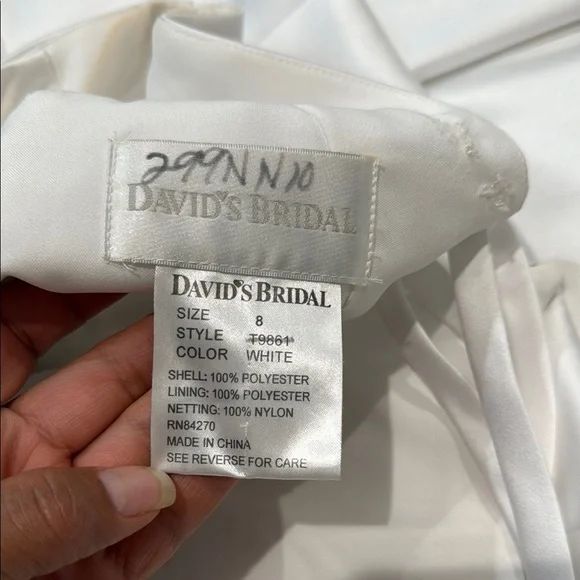 299NN10
DAVID'S BRIDAL
DAVID'S BRIDAL
SIZE 8
STYLE T9861
COLOR WHITE
SHELL: 100% POLYESTER
LINING: 100% POLYESTER
NETTING: 100% NYLON
RN84270
MADE IN CHINA
SEE REVERSE FOR CARE